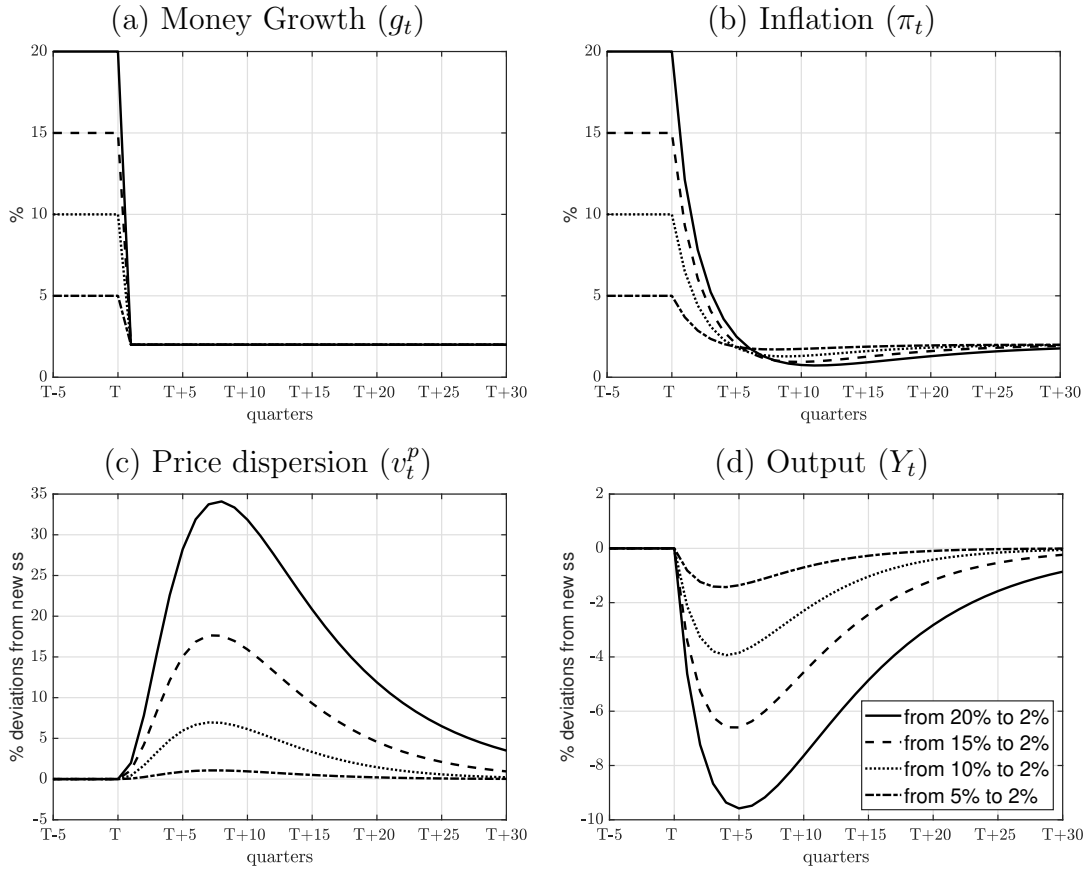 (a) Money Growth (g_t)
20
15
10
5
0
%
T-5 T T+5 T+10 T+15 T+20 T+25 T+30
quarters
(b) Inflation (π_t)
20
15
10
5
0
%
T-5 T T+5 T+10 T+15 T+20 T+25 T+30
quarters
(c) Price dispersion (v_t^p)
35
30
25
20
15
10
5
0
-5
% deviations from new ss
T-5 T T+5 T+10 T+15 T+20 T+25 T+30
quarters
(d) Output (Y_t)
2
0
-2
-4
-6
-8
-10
% deviations from new ss
from 20% to 2%
from 15% to 2%
from 10% to 2%
from 5% to 2%
T-5 T T+5 T+10 T+15 T+20 T+25 T+30
quarters